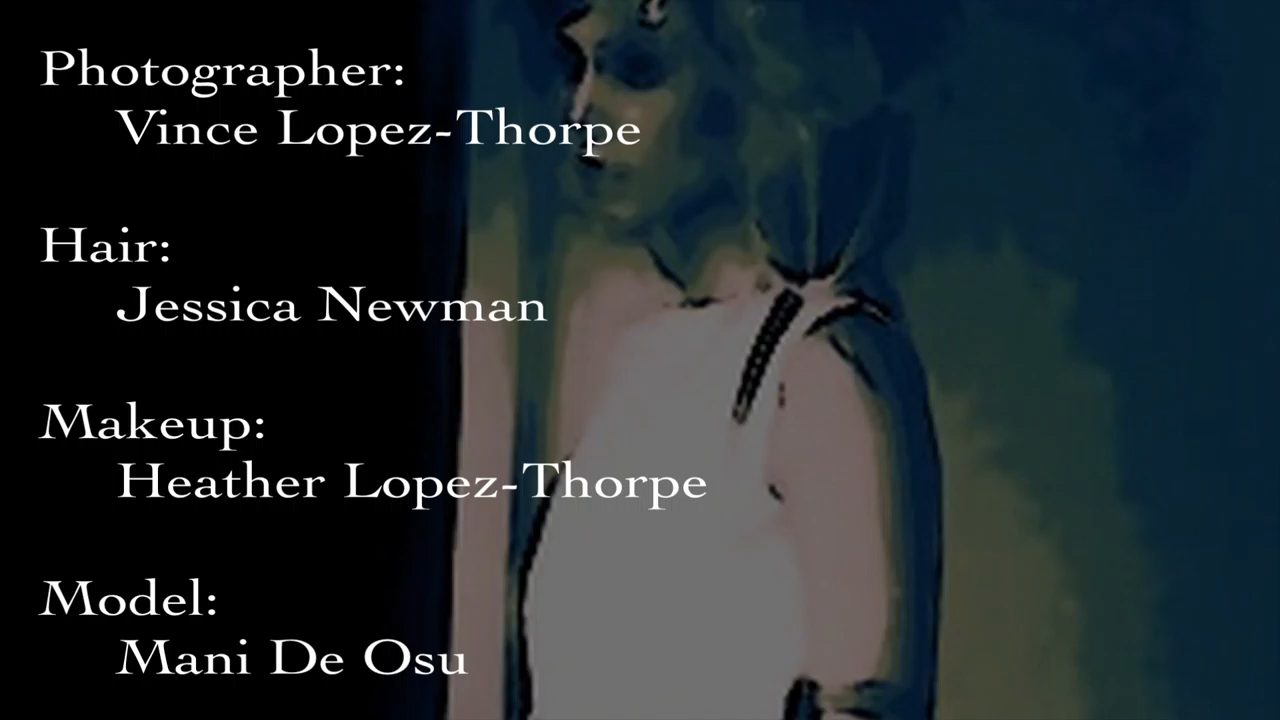 Photographer:
Vince Lopez-Thorpe
Hair:
Jessica Newman
Makeup:
Heather Lopez-Thorpe
Model:
Mani De Osu